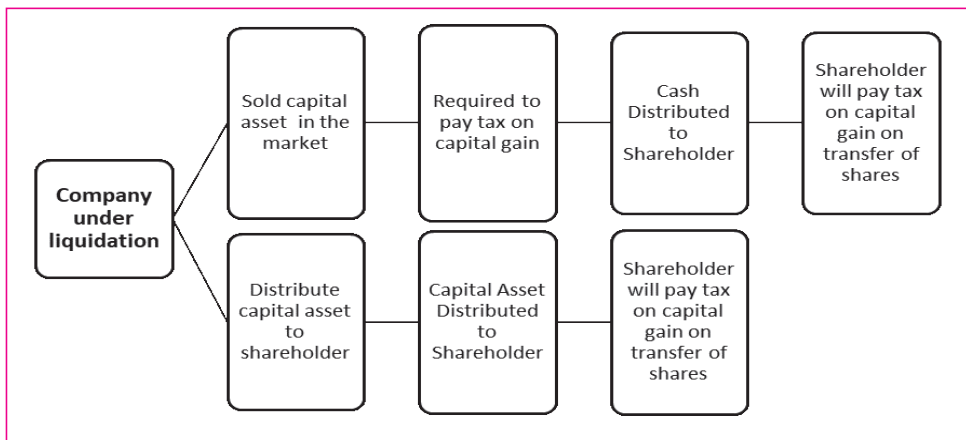 Company
under
liquidation
Sold capital
asset in the
market
Required to
pay tax on
capital gain
Cash
Distributed
to
Shareholder
Shareholder
will pay tax
on capital
gain on
transfer of
shares
Distribute
capital asset
to
shareholder
Capital Asset
Distributed
to
Shareholder
Shareholder
will pay tax
on capital
gain on
transfer of
shares